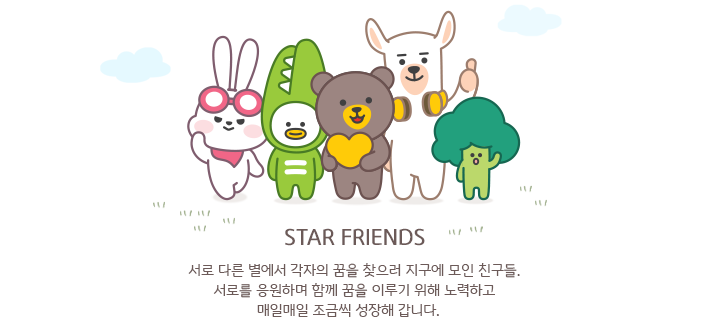 STAR FRIENDS
서로 다른 별에서 각자의 꿈을 찾으려 지구에 모인 친구들.
서로를 응원하며 함께 꿈을 이루기 위해 노력하고
매일매일 조금씩 성장해 갑니다.